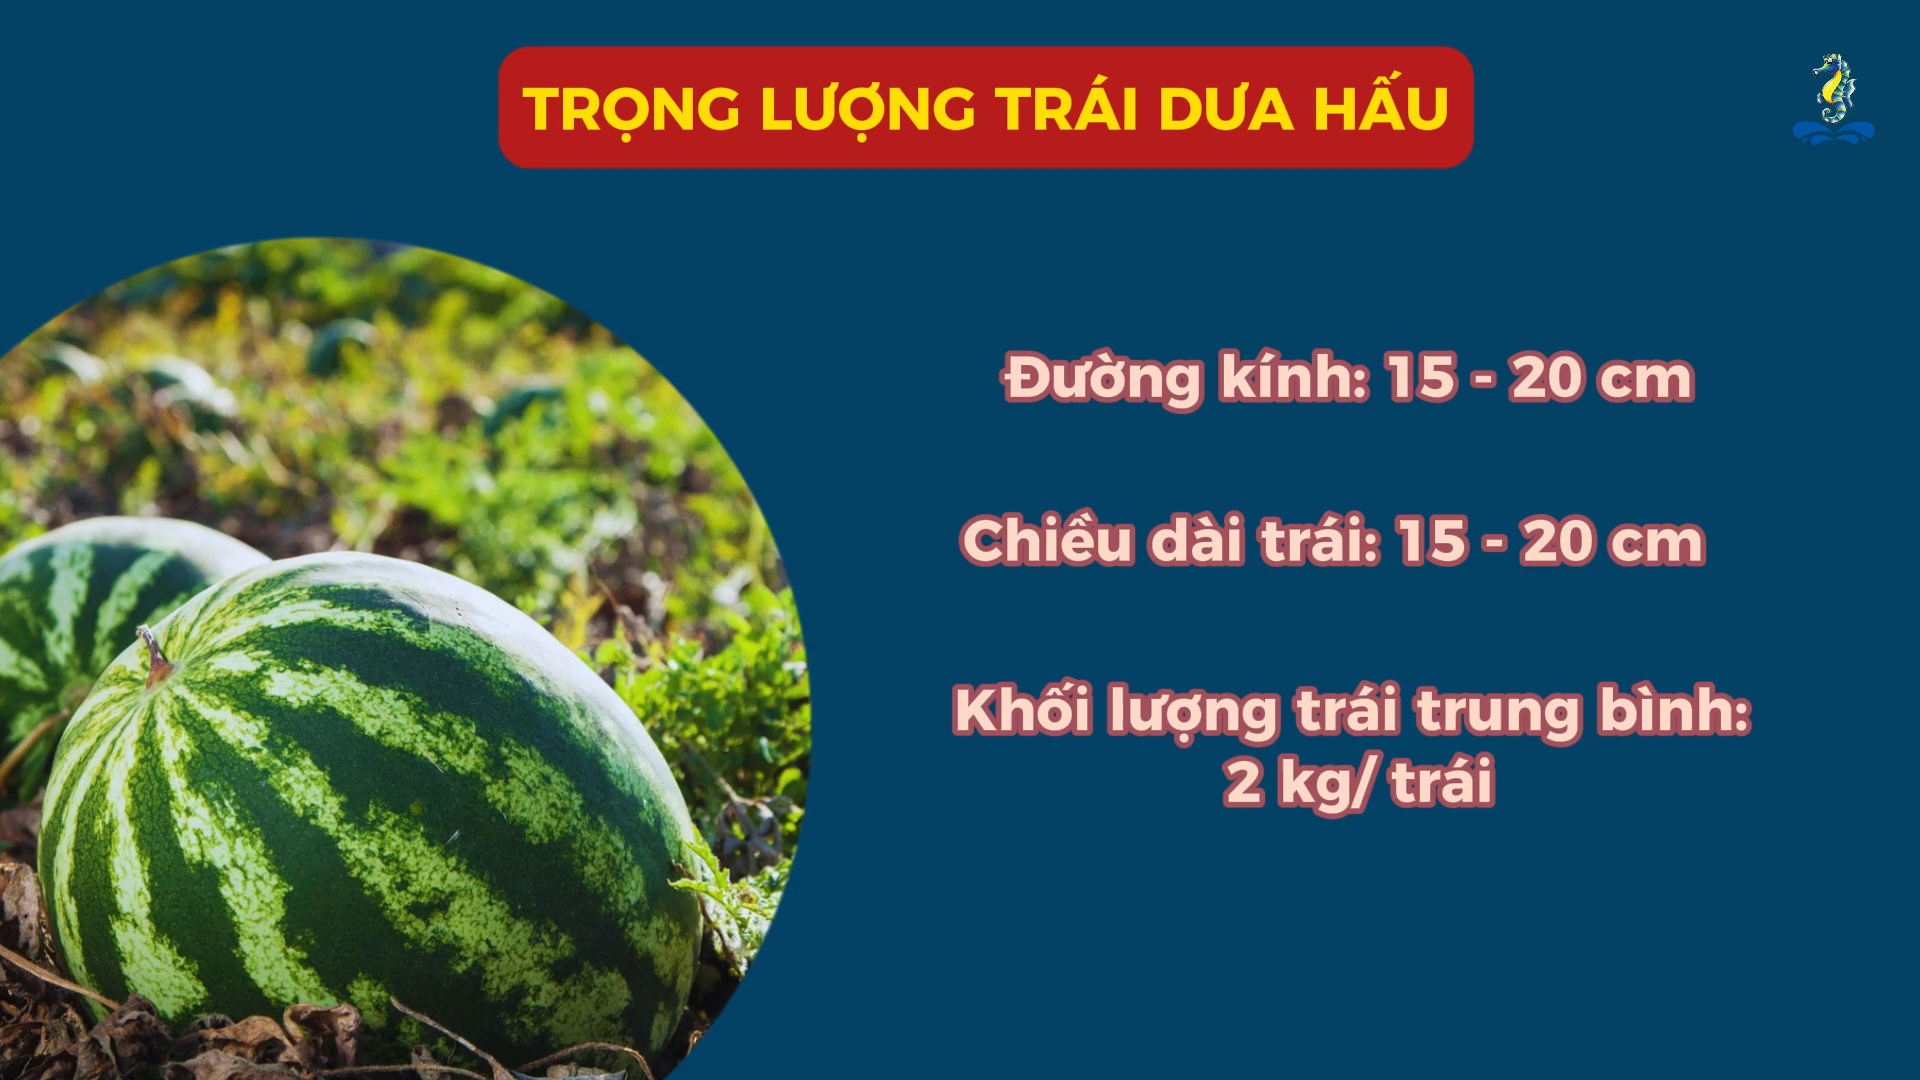 TRỌNG LƯỢNG TRÁI DƯA HẤU
Đường kính: 15 - 20 cm
Chiều dài trái: 15 - 20 cm
Khối lượng trái trung bình:
2 kg/ trái